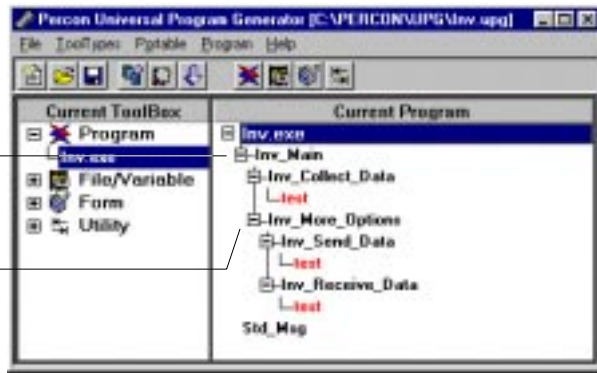 Percon Universal Program Generator [C:\PERCON\UPG\Inv.upg]
File ToolTypes Portable Program Help
Current ToolBox
Program
Inv.exe
File/Variable
Form
Utility
Current Program
Inv.exe
Inv_Main
Inv_Collect_Data
test
Inv_More_Options
Inv_Send_Data
test
Inv_Receive_Data
test
Std_Msg